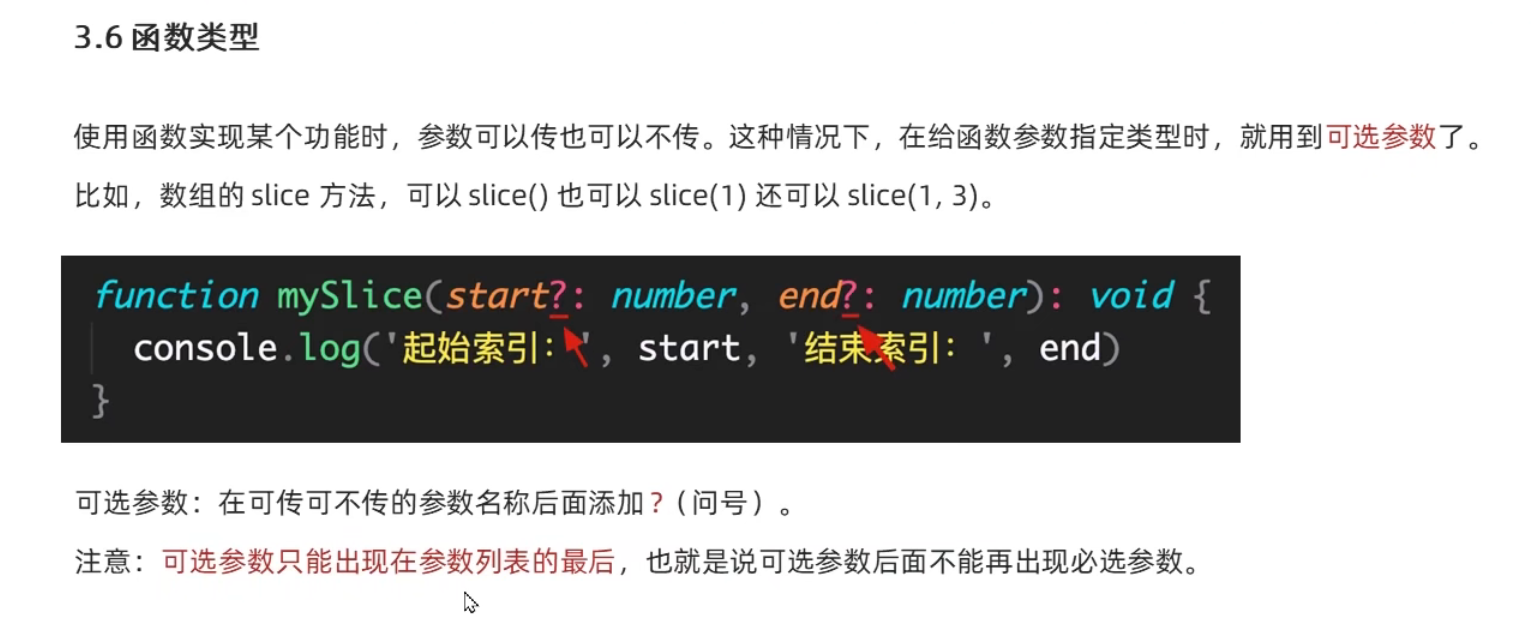 3.6 函数类型
使用函数实现某个功能时，参数可以传也可以不传。这种情况下，在给函数参数指定类型时，就用到可选参数了。
比如，数组的 slice 方法，可以 slice() 也可以 slice(1) 还可以 slice(1, 3)。
function mySlice(start?: number, end?: number): void {
console.log('起始索引：', start, '结束索引：', end)
}
可选参数：在可传可不传的参数名称后面添加 ?（问号）。
注意：可选参数只能出现在参数列表的最后，也就是说可选参数后面不能再出现必选参数。